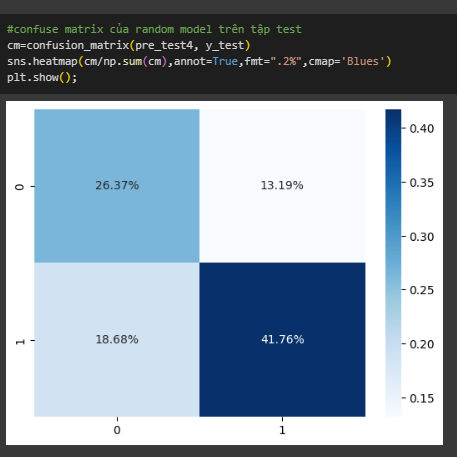 #confuse matrix của random model trên tập test
cm=confusion_matrix(pre_test4, y_test)
sns.heatmap(cm/np.sum(cm),annot=True,fmt=".2%",cmap='Blues')
plt.show();
0.40
26.37% 13.19%
0
0.35
0.30
0.25
18.68% 41.76%
1
0.20
0.15
0 1